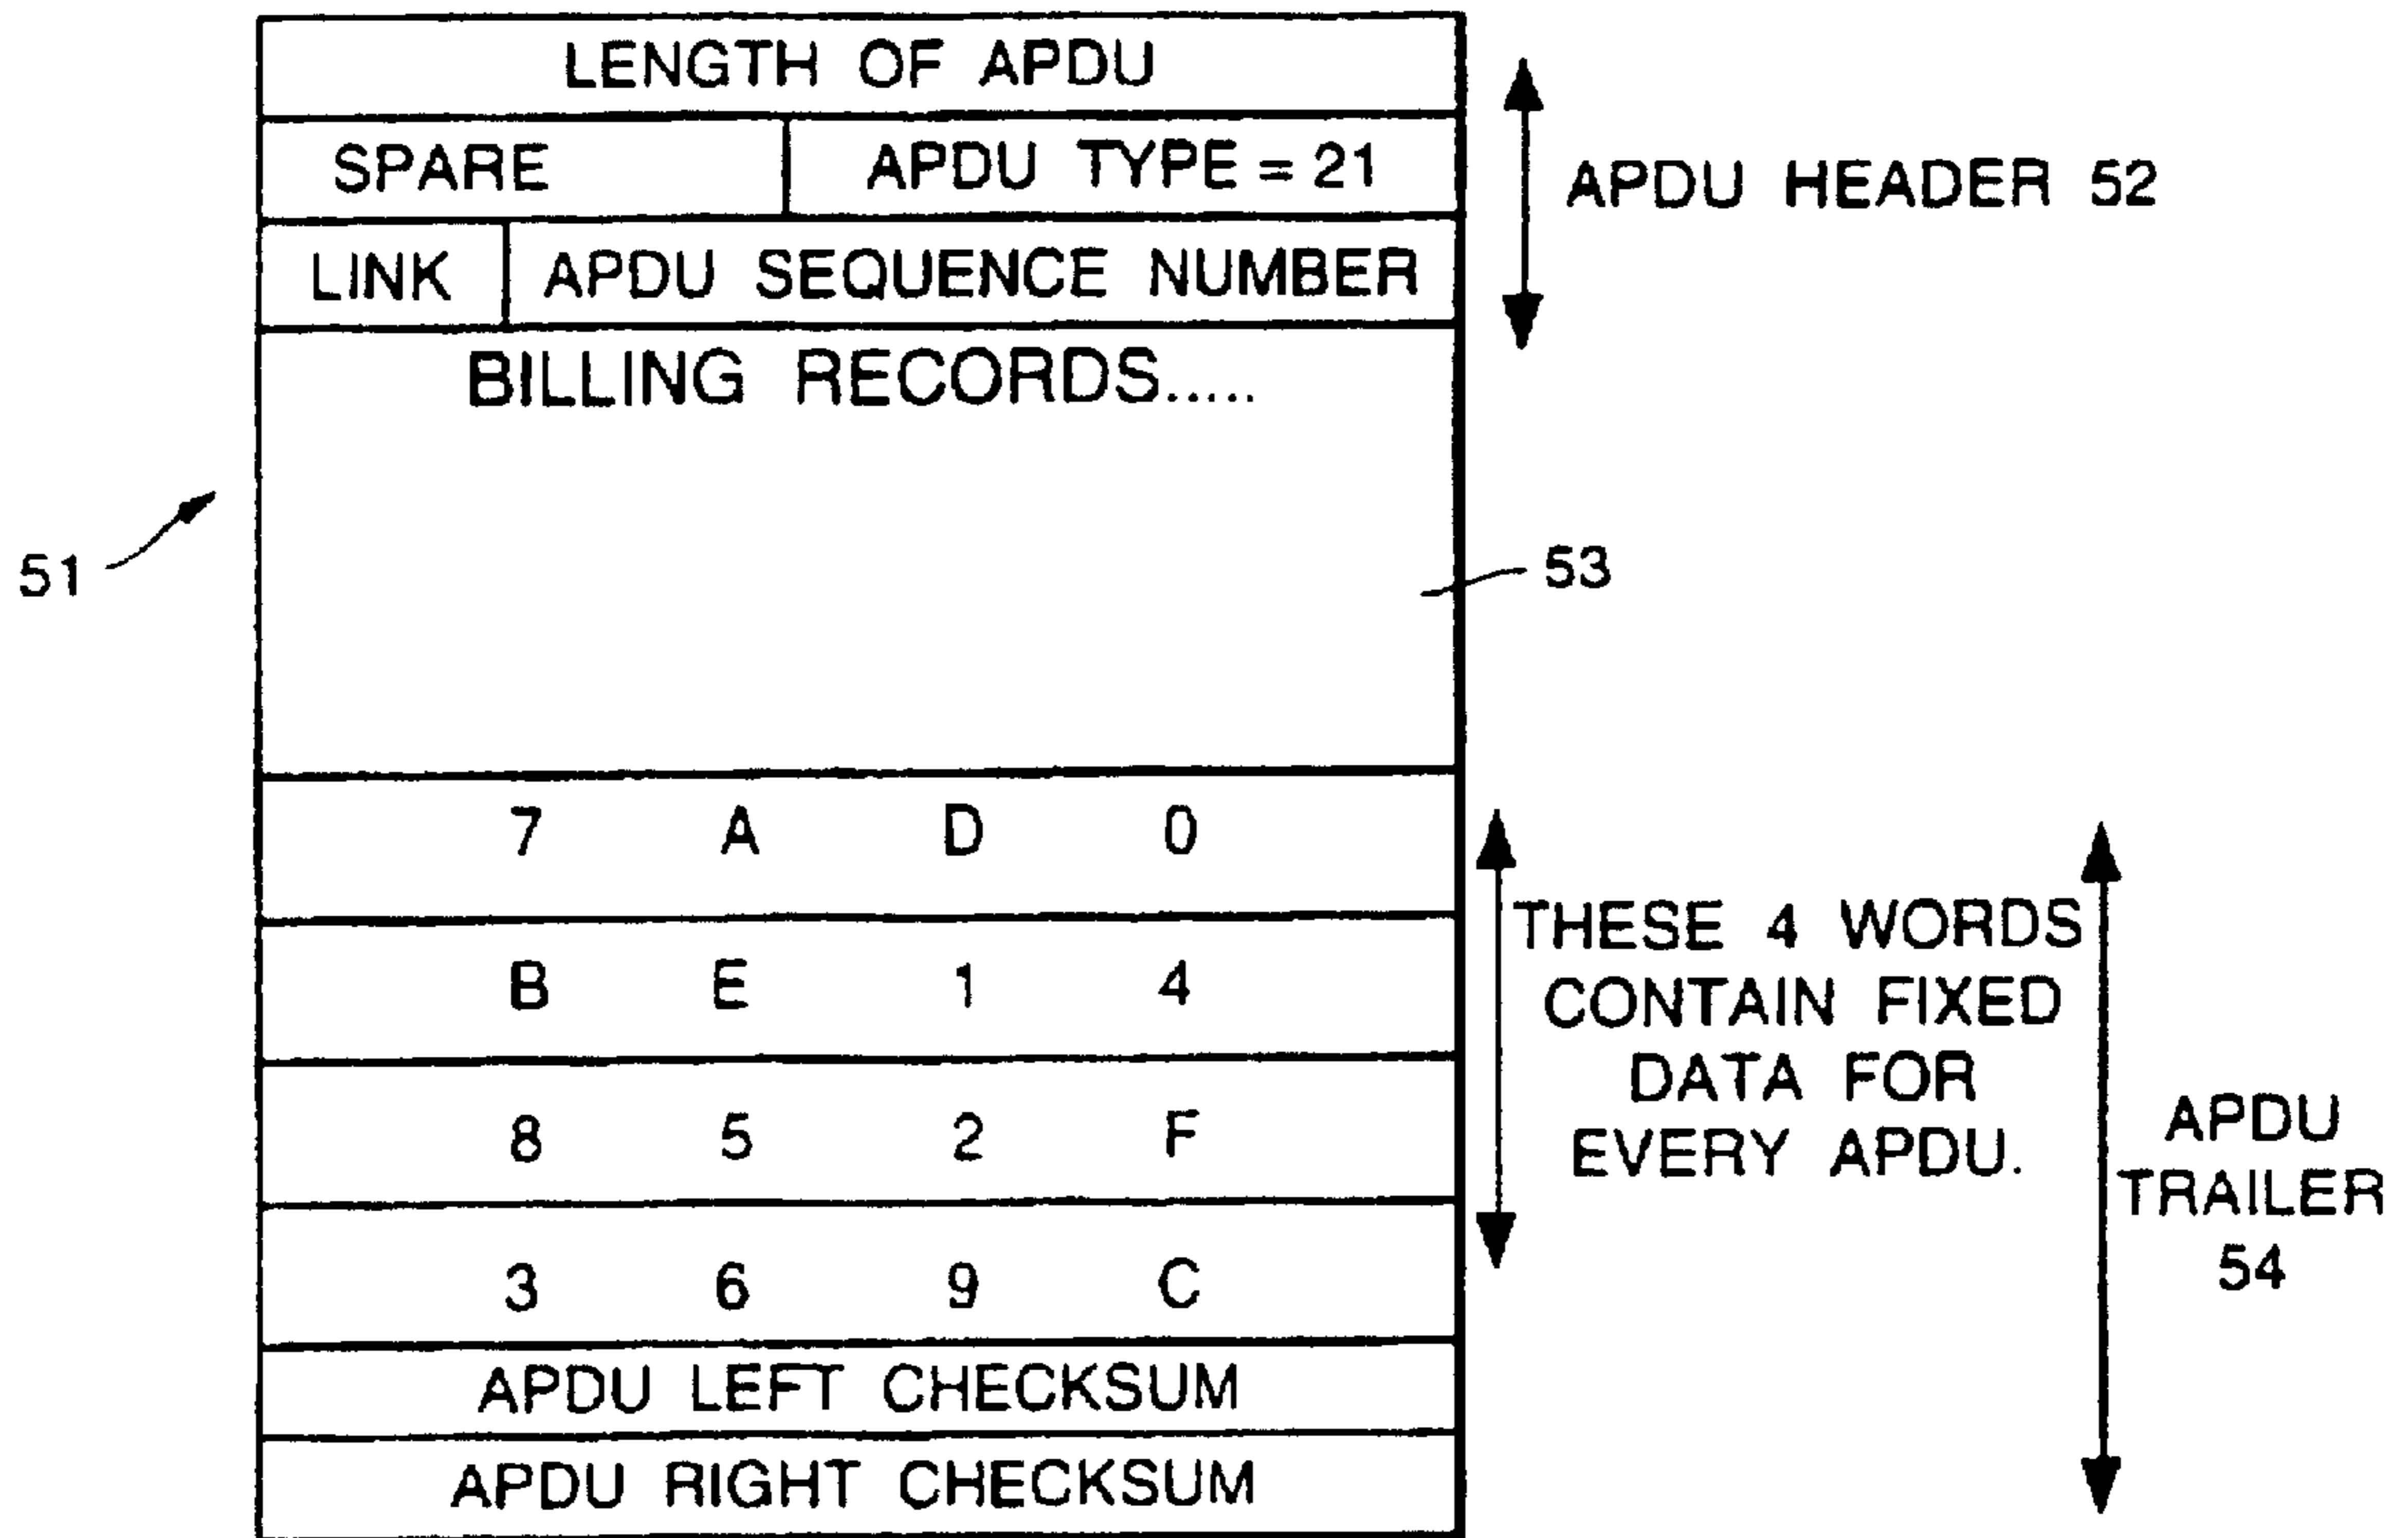 LENGTH OF APDU
SPARE
APDU TYPE = 21
LINK
APDU SEQUENCE NUMBER
APDU HEADER 52
BILLING RECORDS.....
51
53
7 A D 0
B E 1 4
8 5 2 F
3 6 9 C
THESE 4 WORDS
CONTAIN FIXED
DATA FOR
EVERY APDU.
APDU
TRAILER
54
APDU LEFT CHECKSUM
APDU RIGHT CHECKSUM